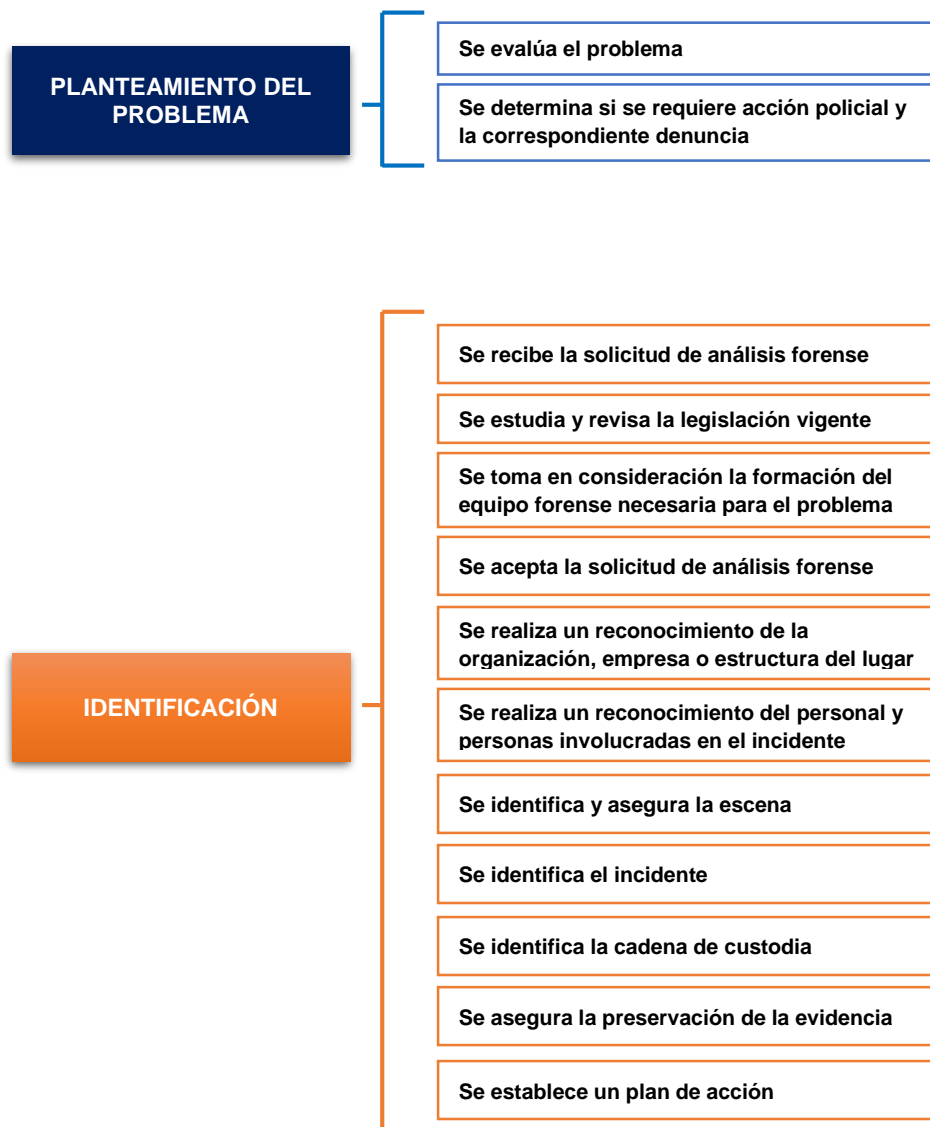 PLANTEAMIENTO DEL
PROBLEMA
Se evalúa el problema
Se determina si se requiere acción policial y
la correspondiente denuncia
IDENTIFICACIÓN
Se recibe la solicitud de análisis forense
Se estudia y revisa la legislación vigente
Se toma en consideración la formación del
equipo forense necesaria para el problema
Se acepta la solicitud de análisis forense
Se realiza un reconocimiento de la
organización, empresa o estructura del lugar
Se realiza un reconocimiento del personal y
personas involucradas en el incidente
Se identifica y asegura la escena
Se identifica el incidente
Se identifica la cadena de custodia
Se asegura la preservación de la evidencia
Se establece un plan de acción